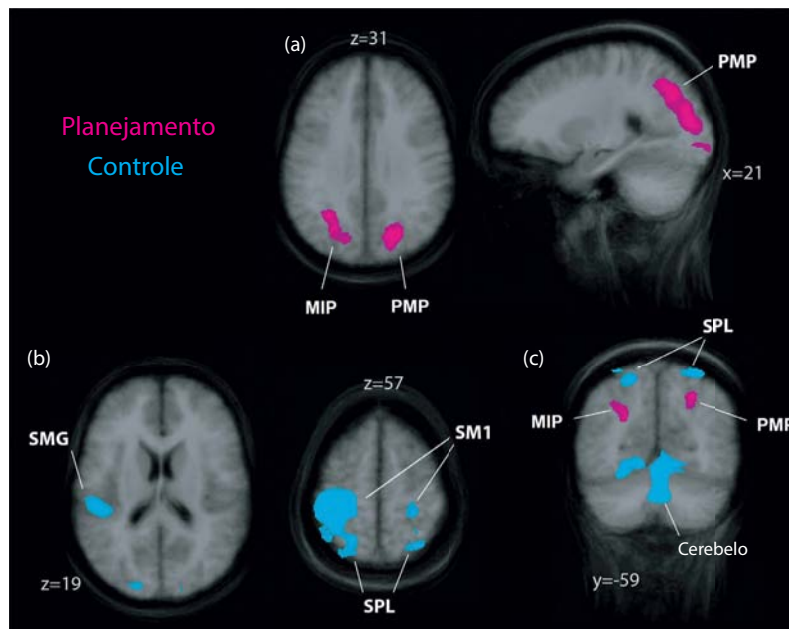 (a)
z=31
PMP
Planejamento
Controle
x=21
MIP
PMP
(b)
z=57
SPL
(c)
SMG
SM1
MIP
PMP
z=19
SPL
Cerebelo
y=-59